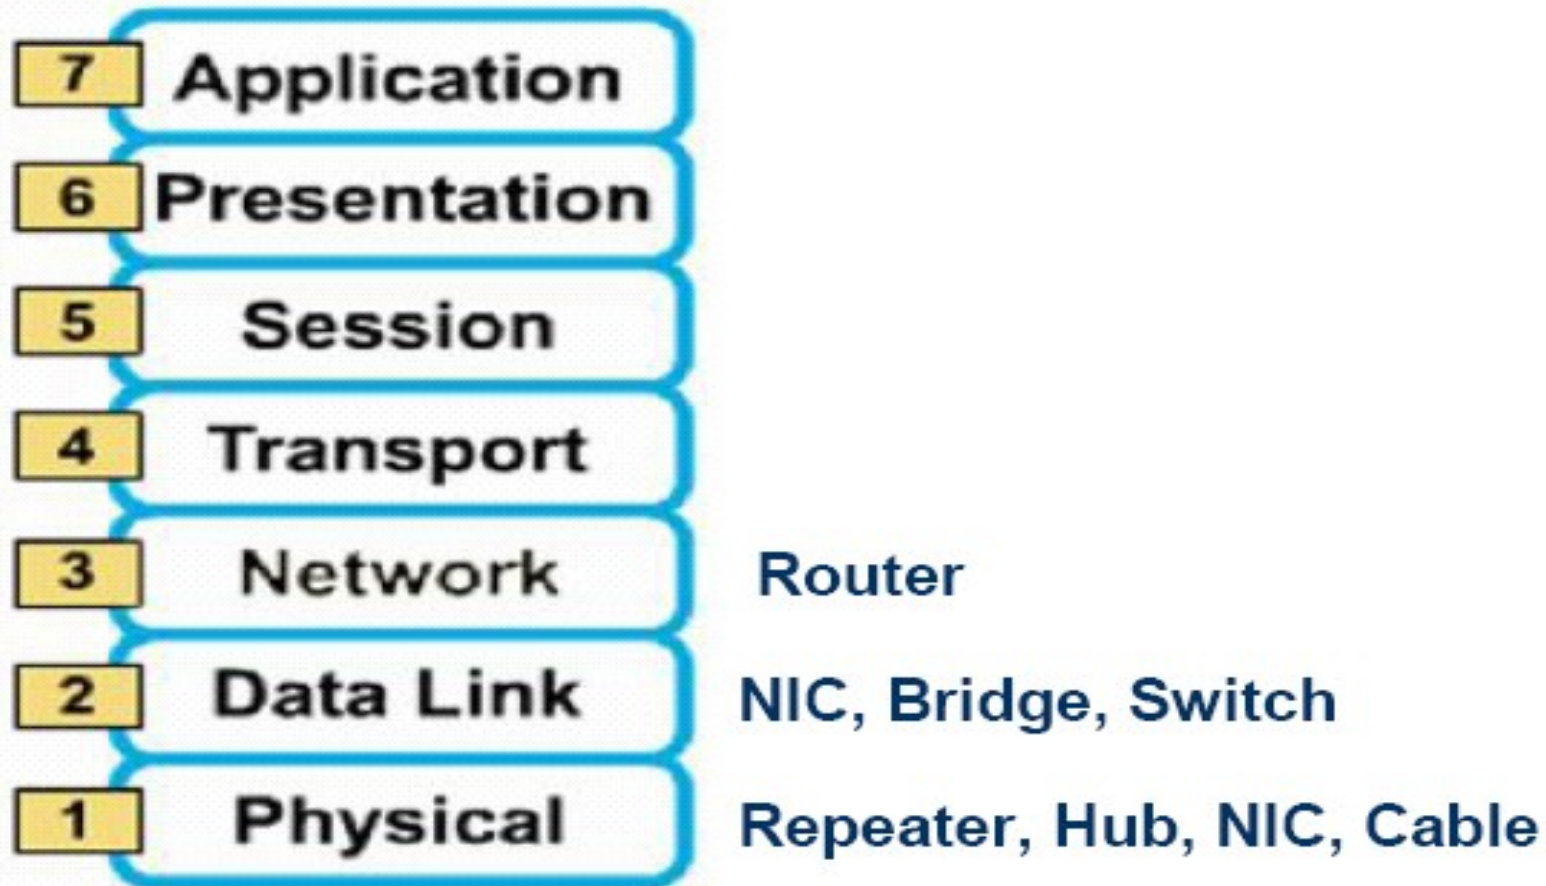 7 Application
6 Presentation
5 Session
4 Transport
3 Network Router
2 Data Link NIC, Bridge, Switch
1 Physical Repeater, Hub, NIC, Cable